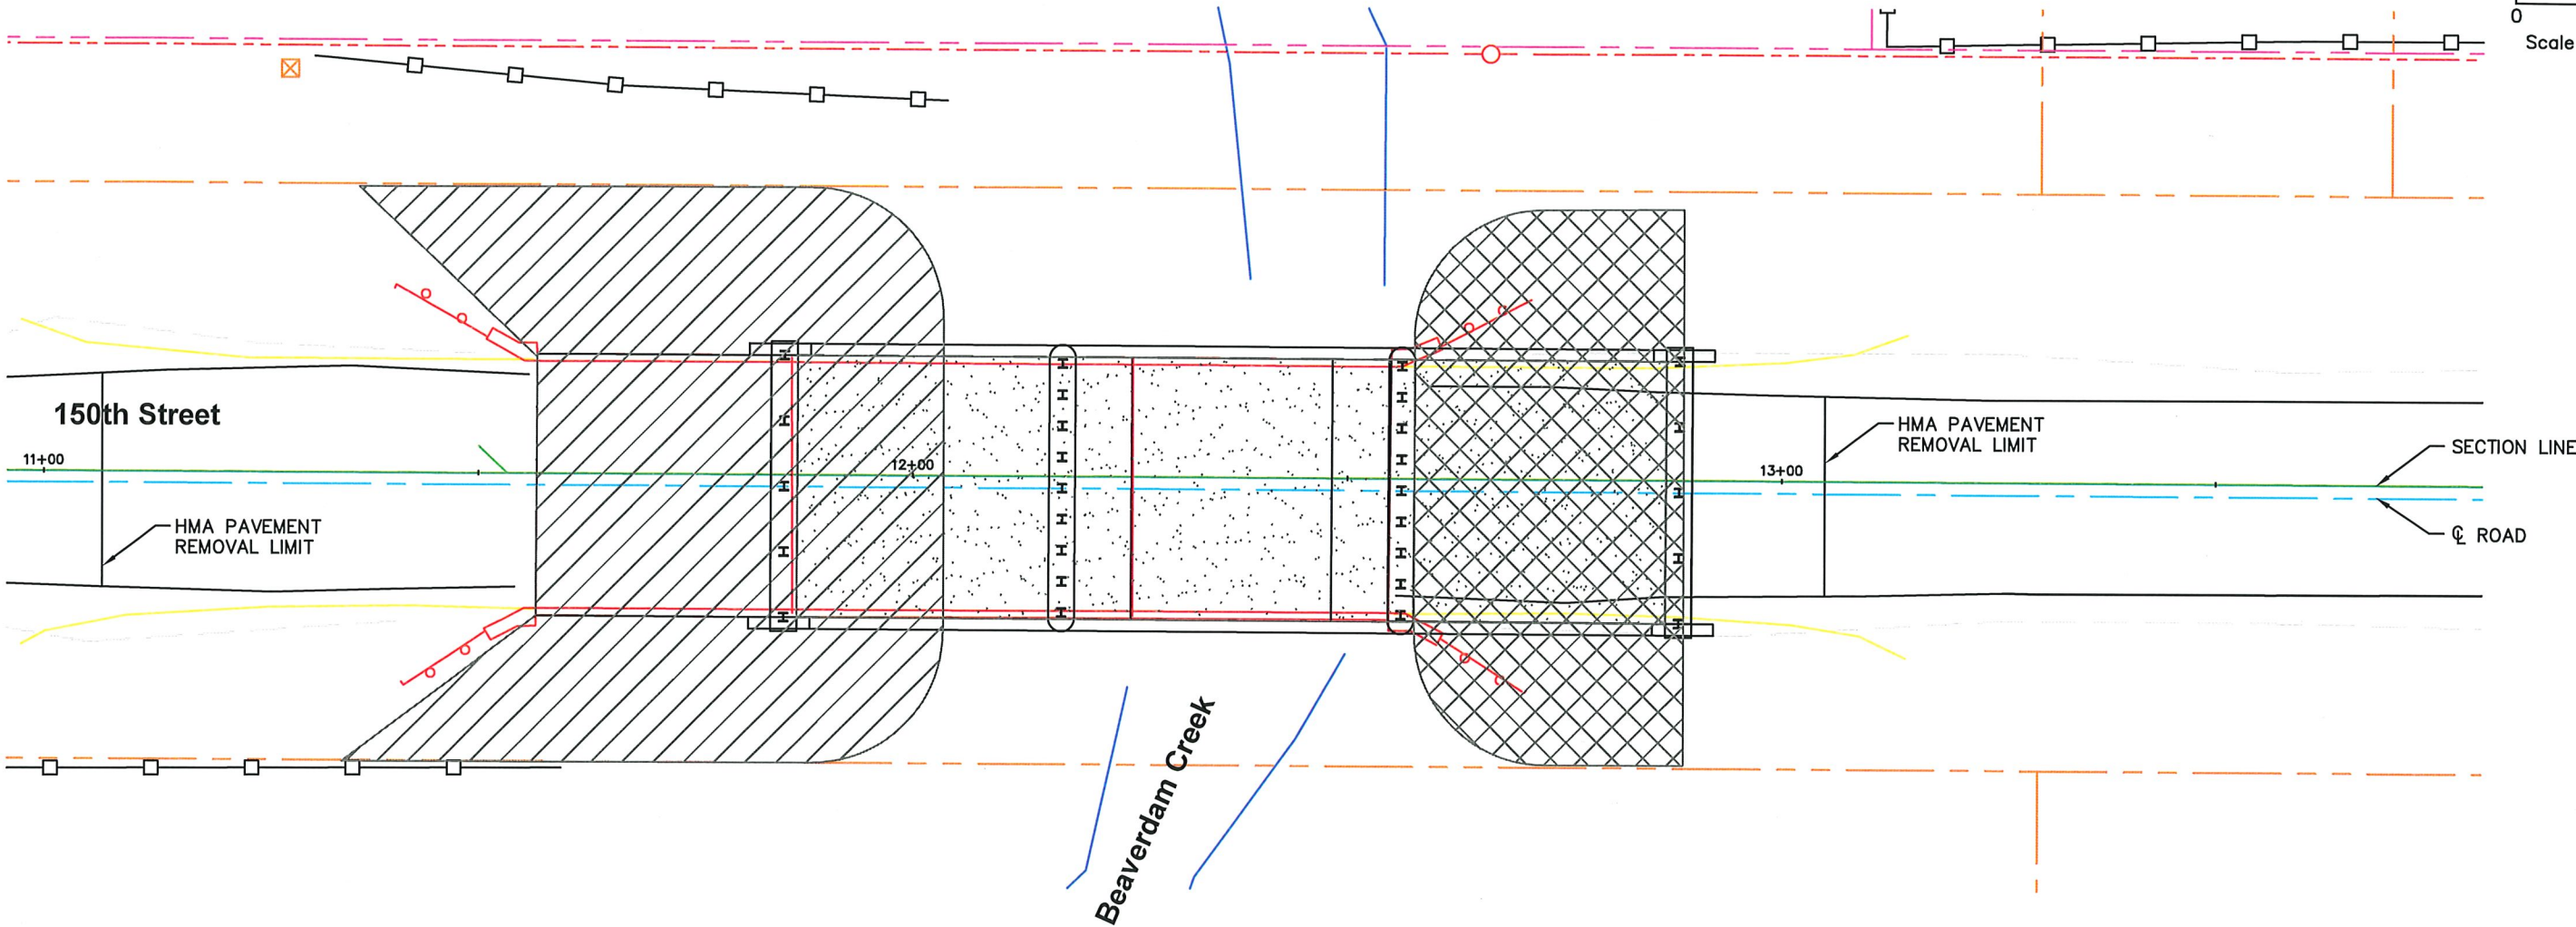 0
Scale
150th Street
11+00
12+00
13+00
HMA PAVEMENT
REMOVAL LIMIT
HMA PAVEMENT
REMOVAL LIMIT
SECTION LINE
℄ ROAD
Beaverdam Creek